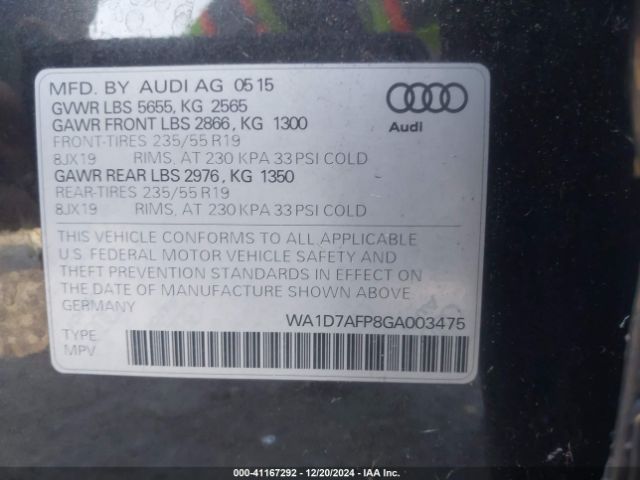 MFD. BY AUDI AG 05 15
GVWR LBS 5655, KG 2565
GAWR FRONT LBS 2866, KG 1300
FRONT-TIRES 235/55 R19
8JX19 RIMS, AT 230 KPA 33 PSI COLD
GAWR REAR LBS 2976, KG 1350
REAR-TIRES 235/55 R19
8JX19 RIMS, AT 230 KPA 33 PSI COLD
Audi
THIS VEHICLE CONFORMS TO ALL APPLICABLE
U.S. FEDERAL MOTOR VEHICLE SAFETY AND
THEFT PREVENTION STANDARDS IN EFFECT ON
THE DATE OF MANUFACTURE SHOWN ABOVE
GERMANY
WA1D7AFP8GA003475
TYPE
MPV
000-41167292 - 12/20/2024 - IAA Inc.